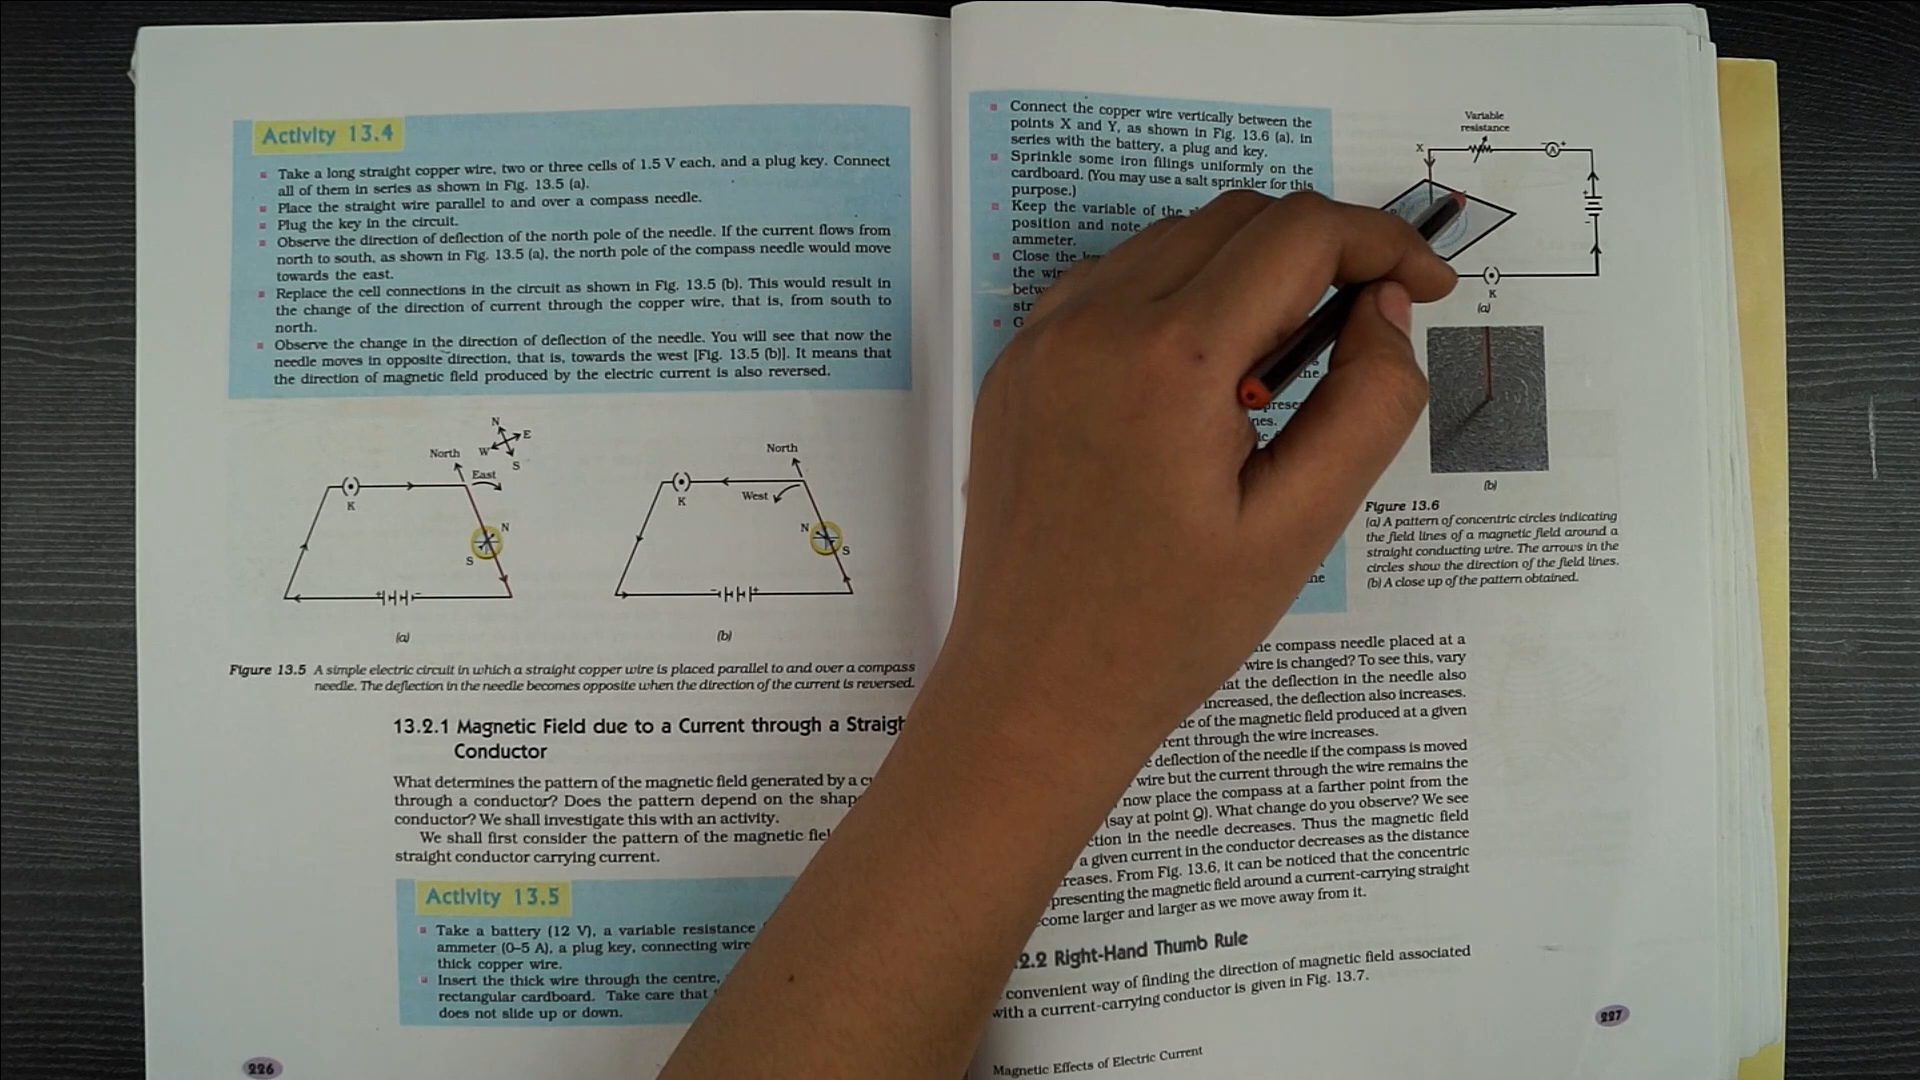 Activity 13.4
Take a long straight copper wire, two or three cells of 1.5 V each, and a plug key. Connect
all of them in series as shown in Fig. 13.5 (a).
Place the straight wire parallel to and over a compass needle.
Plug the key in the circuit.
Observe the direction of deflection of the north pole of the needle. If the current flows from
north to south, as shown in Fig. 13.5 (a), the north pole of the compass needle would move
towards the east.
Replace the cell connections in the circuit as shown in Fig. 13.5 (b). This would result in
the change of the direction of current through the copper wire, that is, from south to
north.
Observe the change in the direction of deflection of the needle. You will see that now the
needle moves in opposite direction, that is, towards the west [Fig. 13.5 (b)]. It means that
the direction of magnetic field produced by the electric current is also reversed.
N
E
W
S
North
East
K
N
S
(a)
North
West
K
N
S
(b)
Figure 13.5 A simple electric circuit in which a straight copper wire is placed parallel to and over a compass
needle. The deflection in the needle becomes opposite when the direction of the current is reversed.
13.2.1 Magnetic Field due to a Current through a
Conductor
What determines the pattern of the magnetic field generated by a
through a conductor? Does the pattern depend on the
conductor? We shall investigate this with an activity.
We shall first consider the pattern of the magnetic
straight conductor carrying current.
Activity 13.5
Take a battery (12 V), a variable resistance
ammeter (0–5 A), a plug key, connecting
thick copper wire.
Insert the thick wire through the centre,
rectangular cardboard. Take care that
does not slide up or down.
226
Connect the copper wire vertically between the
points X and Y, as shown in Fig. 13.6 (a), in
series with the battery, a plug and key.
Sprinkle some iron filings uniformly on the
cardboard. (You may use a salt sprinkler for this
purpose.)
Keep the variable of the
position and note
ammeter.
Close the
the
Variable
resistance
X
A
K
(a)
(b)
Figure 13.6
(a) A pattern of concentric circles indicating
the field lines of a magnetic field around a
straight conducting wire. The arrows in the
circles show the direction of the field lines.
(b) A close up of the pattern obtained.
compass needle placed at a
wire is changed? To see this, vary
the deflection in the needle also
increased, the deflection also increases.
of the magnetic field produced at a given
through the wire increases.
deflection of the needle if the compass is moved
wire but the current through the wire remains the
now place the compass at a farther point from the
(say at point Q). What change do you observe? We see
in the needle decreases. Thus the magnetic field
a given current in the conductor decreases as the distance
From Fig. 13.6, it can be noticed that the concentric
the magnetic field around a current-carrying straight
larger and larger as we move away from it.
2.2 Right-Hand Thumb Rule
convenient way of finding the direction of magnetic field associated
with a current-carrying conductor is given in Fig. 13.7.
Magnetic Effects of Electric Current
227